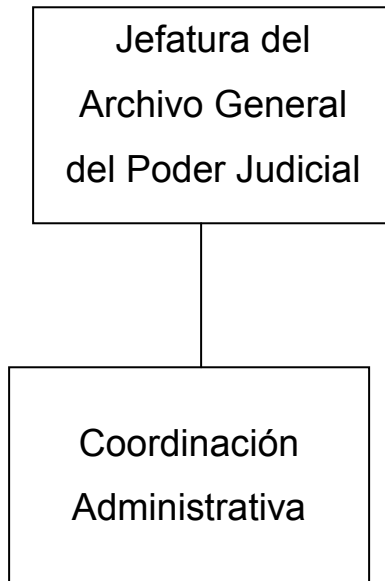 Jefatura del
Archivo General
del Poder Judicial
Coordinación
Administrativa